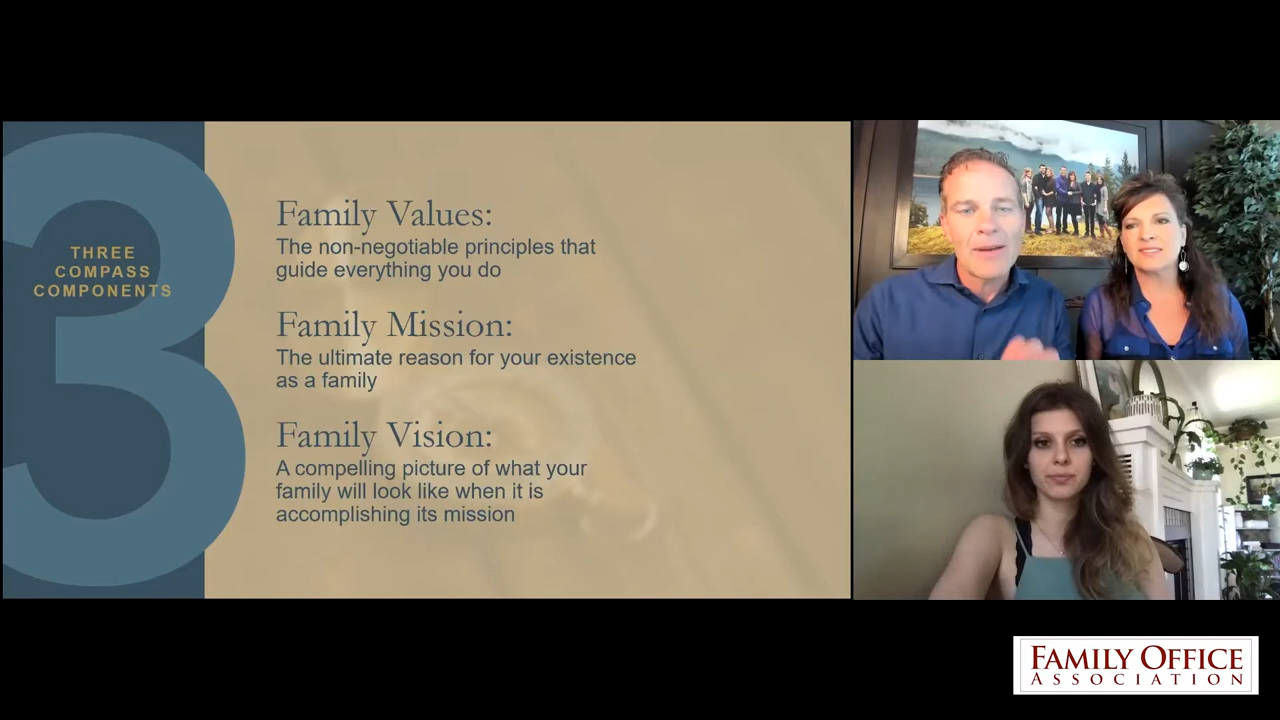 THREE
COMPASS
COMPONENTS
Family Values:
The non-negotiable principles that
guide everything you do
Family Mission:
The ultimate reason for your existence
as a family
Family Vision:
A compelling picture of what your
family will look like when it is
accomplishing its mission
3
FAMILY OFFICE
ASSOCIATION